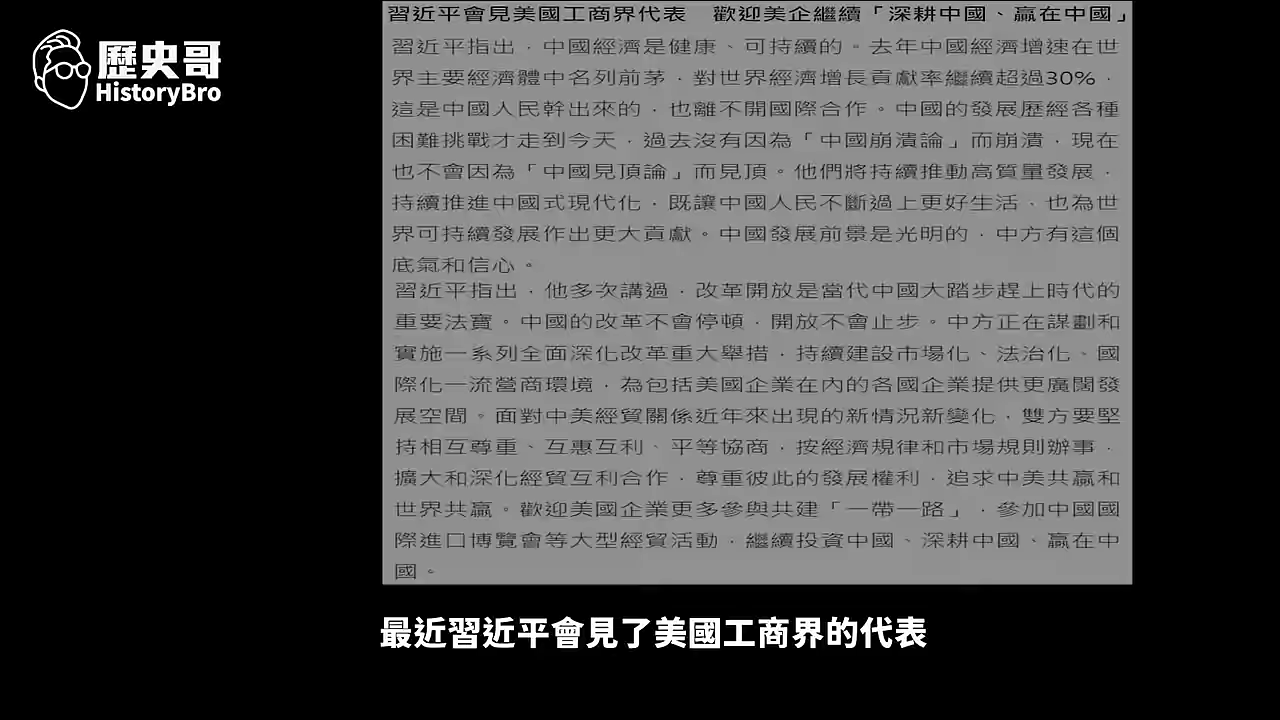 歷史哥
HistoryBro
習近平會見美國工商界代表　歡迎美企繼續「深耕中國、贏在中國」
習近平指出，中國經濟是健康、可持續的。去年中國經濟增速在世
界主要經濟體中名列前茅，對世界經濟增長貢獻率繼續超過30%，
這是中國人民幹出來的，也離不開國際合作。中國的發展歷經各種
困難挑戰才走到今天，過去沒有因為「中國崩潰論」而崩潰，現在
也不會因為「中國見頂論」而見頂。他們將持續推動高質量發展，
持續推進中國式現代化，既讓中國人民不斷過上更好生活，也為世
界可持續發展作出更大貢獻。中國發展前景是光明的，中方有這個
底氣和信心。
習近平指出，他多次講過，改革開放是當代中國大踏步趕上時代的
重要法寶。中國的改革不會停頓，開放不會止步。中方正在謀劃和
實施一系列全面深化改革重大舉措，持續建設市場化、法治化、國
際化一流營商環境，為包括美國企業在內的各國企業提供更廣闊發
展空間。面對中美經貿關係近年來出現的新情況新變化，雙方要堅
持相互尊重、互惠互利、平等協商，按經濟規律和市場規則辦事，
擴大和深化經貿互利合作，尊重彼此的發展權利，追求中美共贏和
世界共贏。歡迎美國企業更多參與共建「一帶一路」，參加中國國
際進口博覽會等大型經貿活動，繼續投資中國、深耕中國、贏在中
國。
最近習近平會見了美國工商界的代表